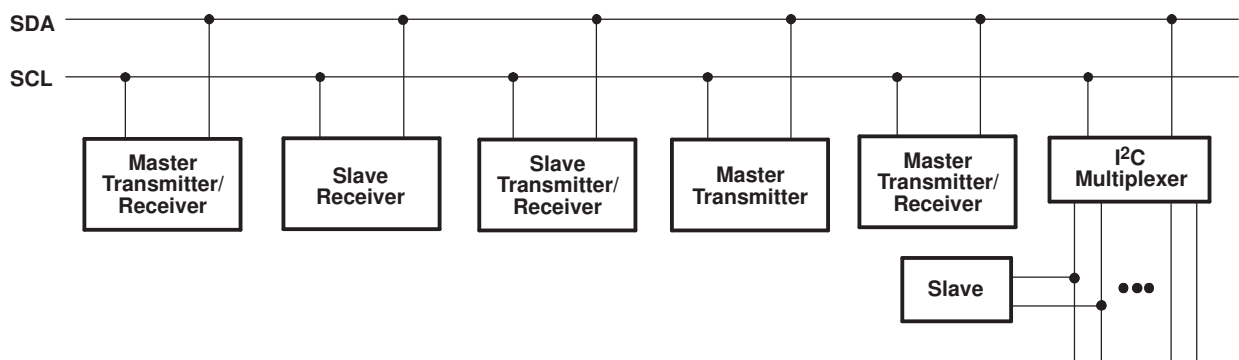 SDA
SCL
Master
Transmitter/
Receiver
Slave
Receiver
Slave
Transmitter/
Receiver
Master
Transmitter
Master
Transmitter/
Receiver
I²C
Multiplexer
Slave